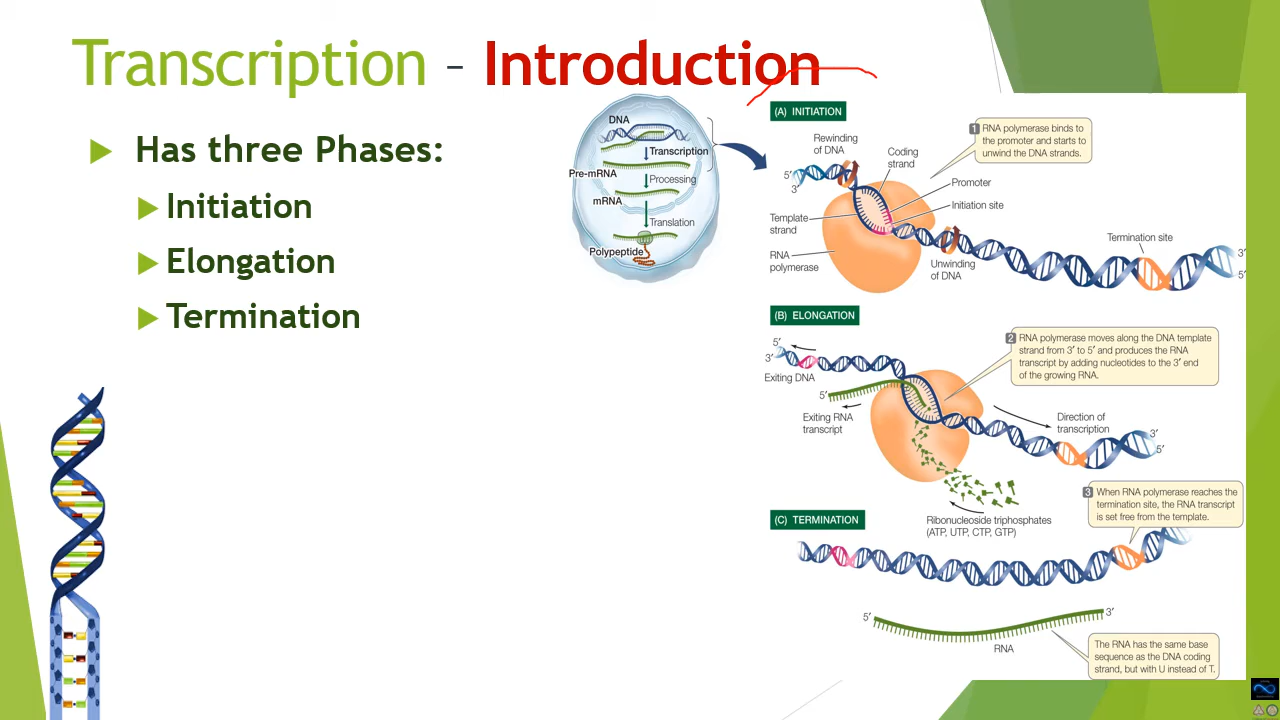 Transcription – Introduction
Has three Phases:
Initiation
Elongation
Termination
DNA
Transcription
Pre-mRNA
Processing
mRNA
Translation
Polypeptide
(A) INITIATION
1 RNA polymerase binds to
the promoter and starts to
unwind the DNA strands.
Rewinding
of DNA
Coding
strand
5′
3′
Promoter
Initiation site
Template
strand
RNA
polymerase
Unwinding
of DNA
Termination site
3′
5′
(B) ELONGATION
2 RNA polymerase moves along the DNA template
strand from 3′ to 5′ and produces the RNA
transcript by adding nucleotides to the 3′ end
of the growing RNA.
5′
3′
Exiting DNA
5′
Exiting RNA
transcript
Direction of
transcription
3′
5′
Ribonucleoside triphosphates
(ATP, UTP, CTP, GTP)
3 When RNA polymerase reaches the
termination site, the RNA transcript
is set free from the template.
(C) TERMINATION
5′
3′
RNA
The RNA has the same base
sequence as the DNA coding
strand, but with U instead of T.